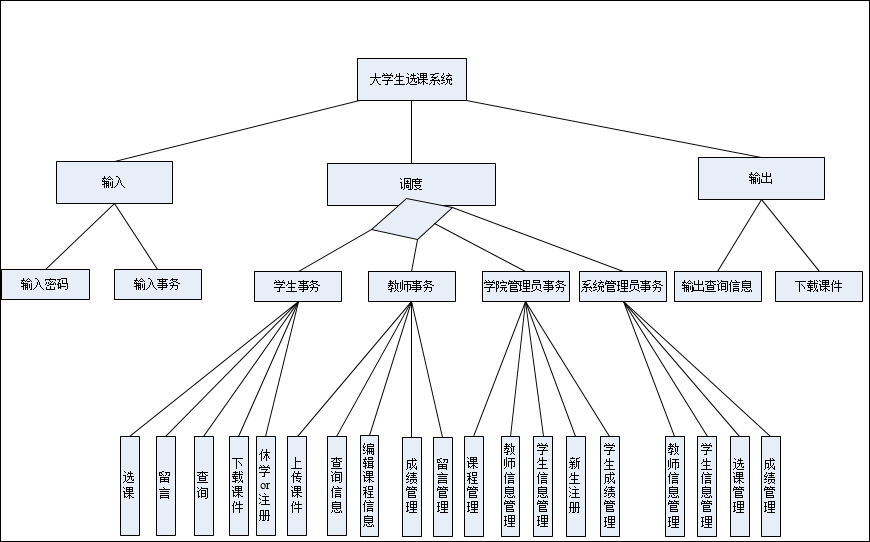 大学生选课系统
输入
调度
输出
输入密码
输入事务
学生事务
教师事务
学院管理员事务
系统管理员事务
输出查询信息
下载课件
选课
留言
查询
下载课件
休学or注册
上传课件
查询信息
编辑课程信息
成绩管理
留言管理
课程管理
教师信息管理
学生信息管理
新生注册
学生成绩管理
教师信息管理
学生信息管理
选课管理
成绩管理